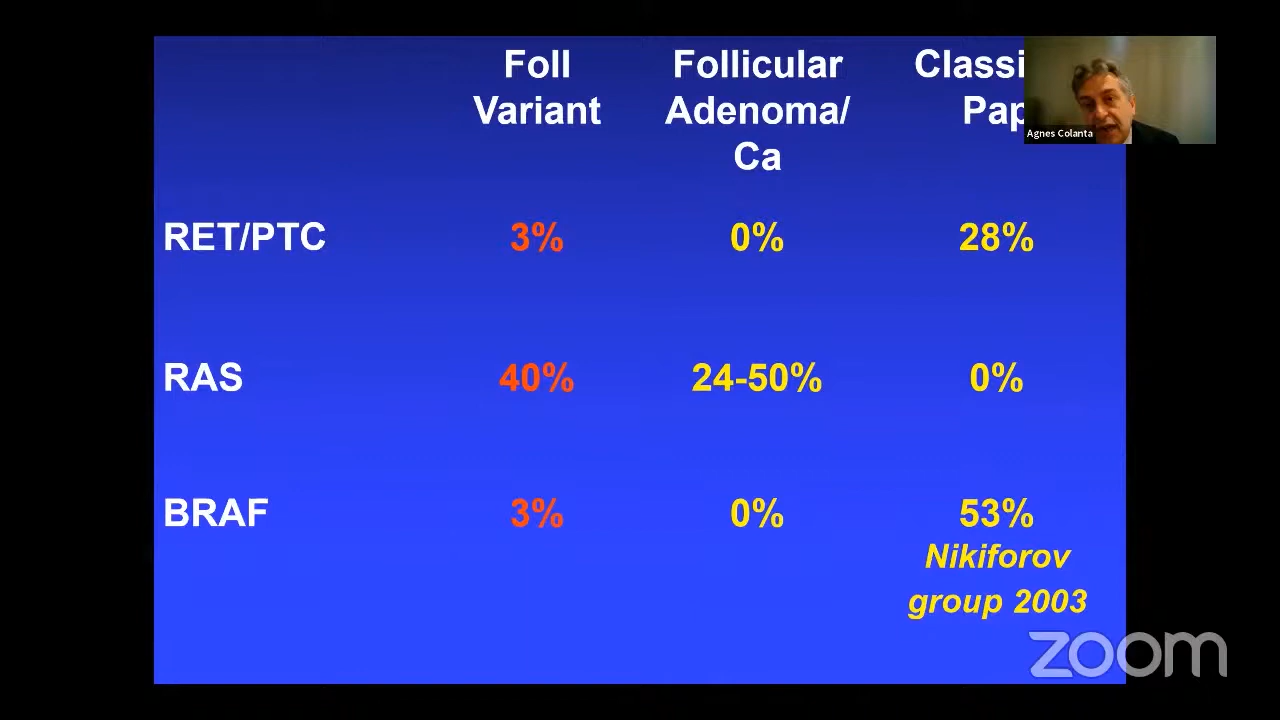 Foll Follicular Classi
Variant Adenoma/ Pap
Ca
Agnes Colanta
RET/PTC 3% 0% 28%
RAS 40% 24-50% 0%
BRAF 3% 0% 53%
Nikiforov
group 2003
zoom